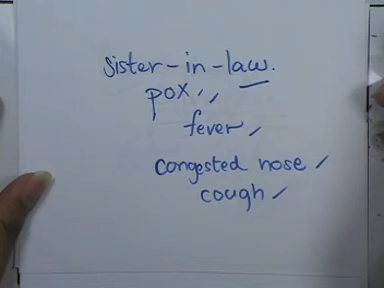 sister-in-law.
pox
fever
congested nose
cough